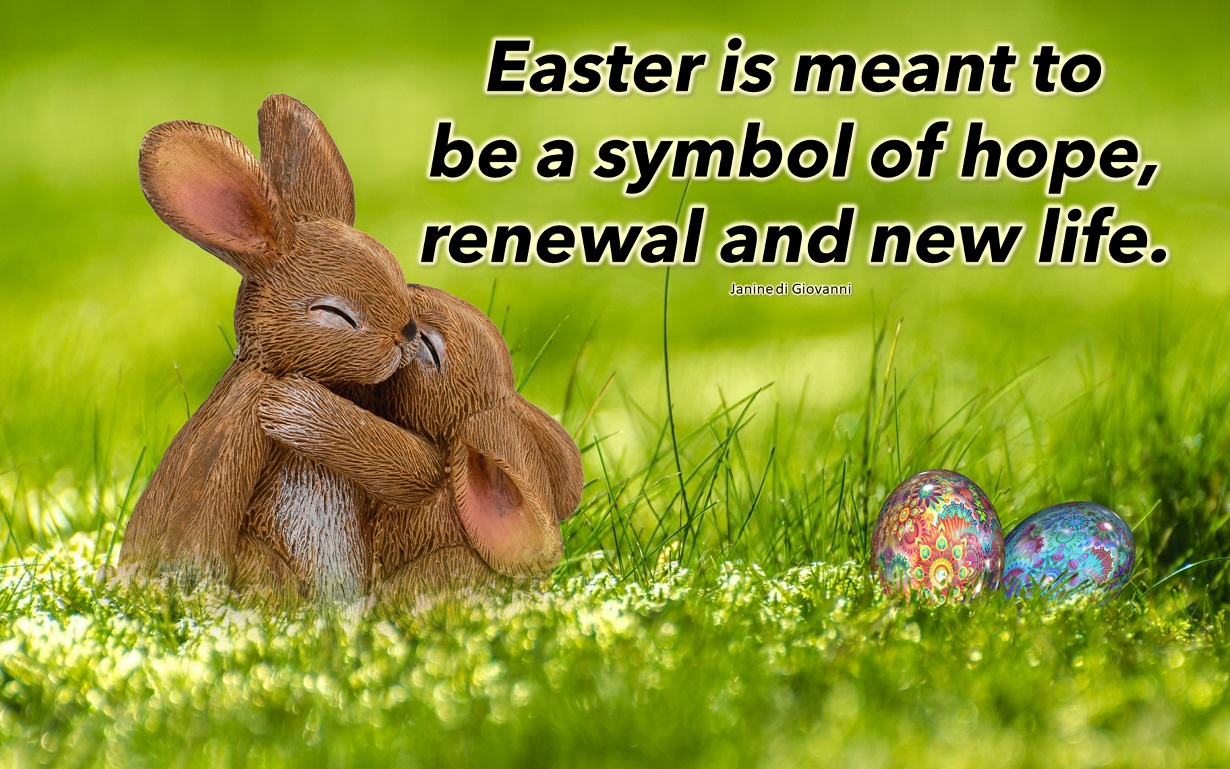 Easter is meant to
be a symbol of hope,
renewal and new life.
Janine di Giovanni